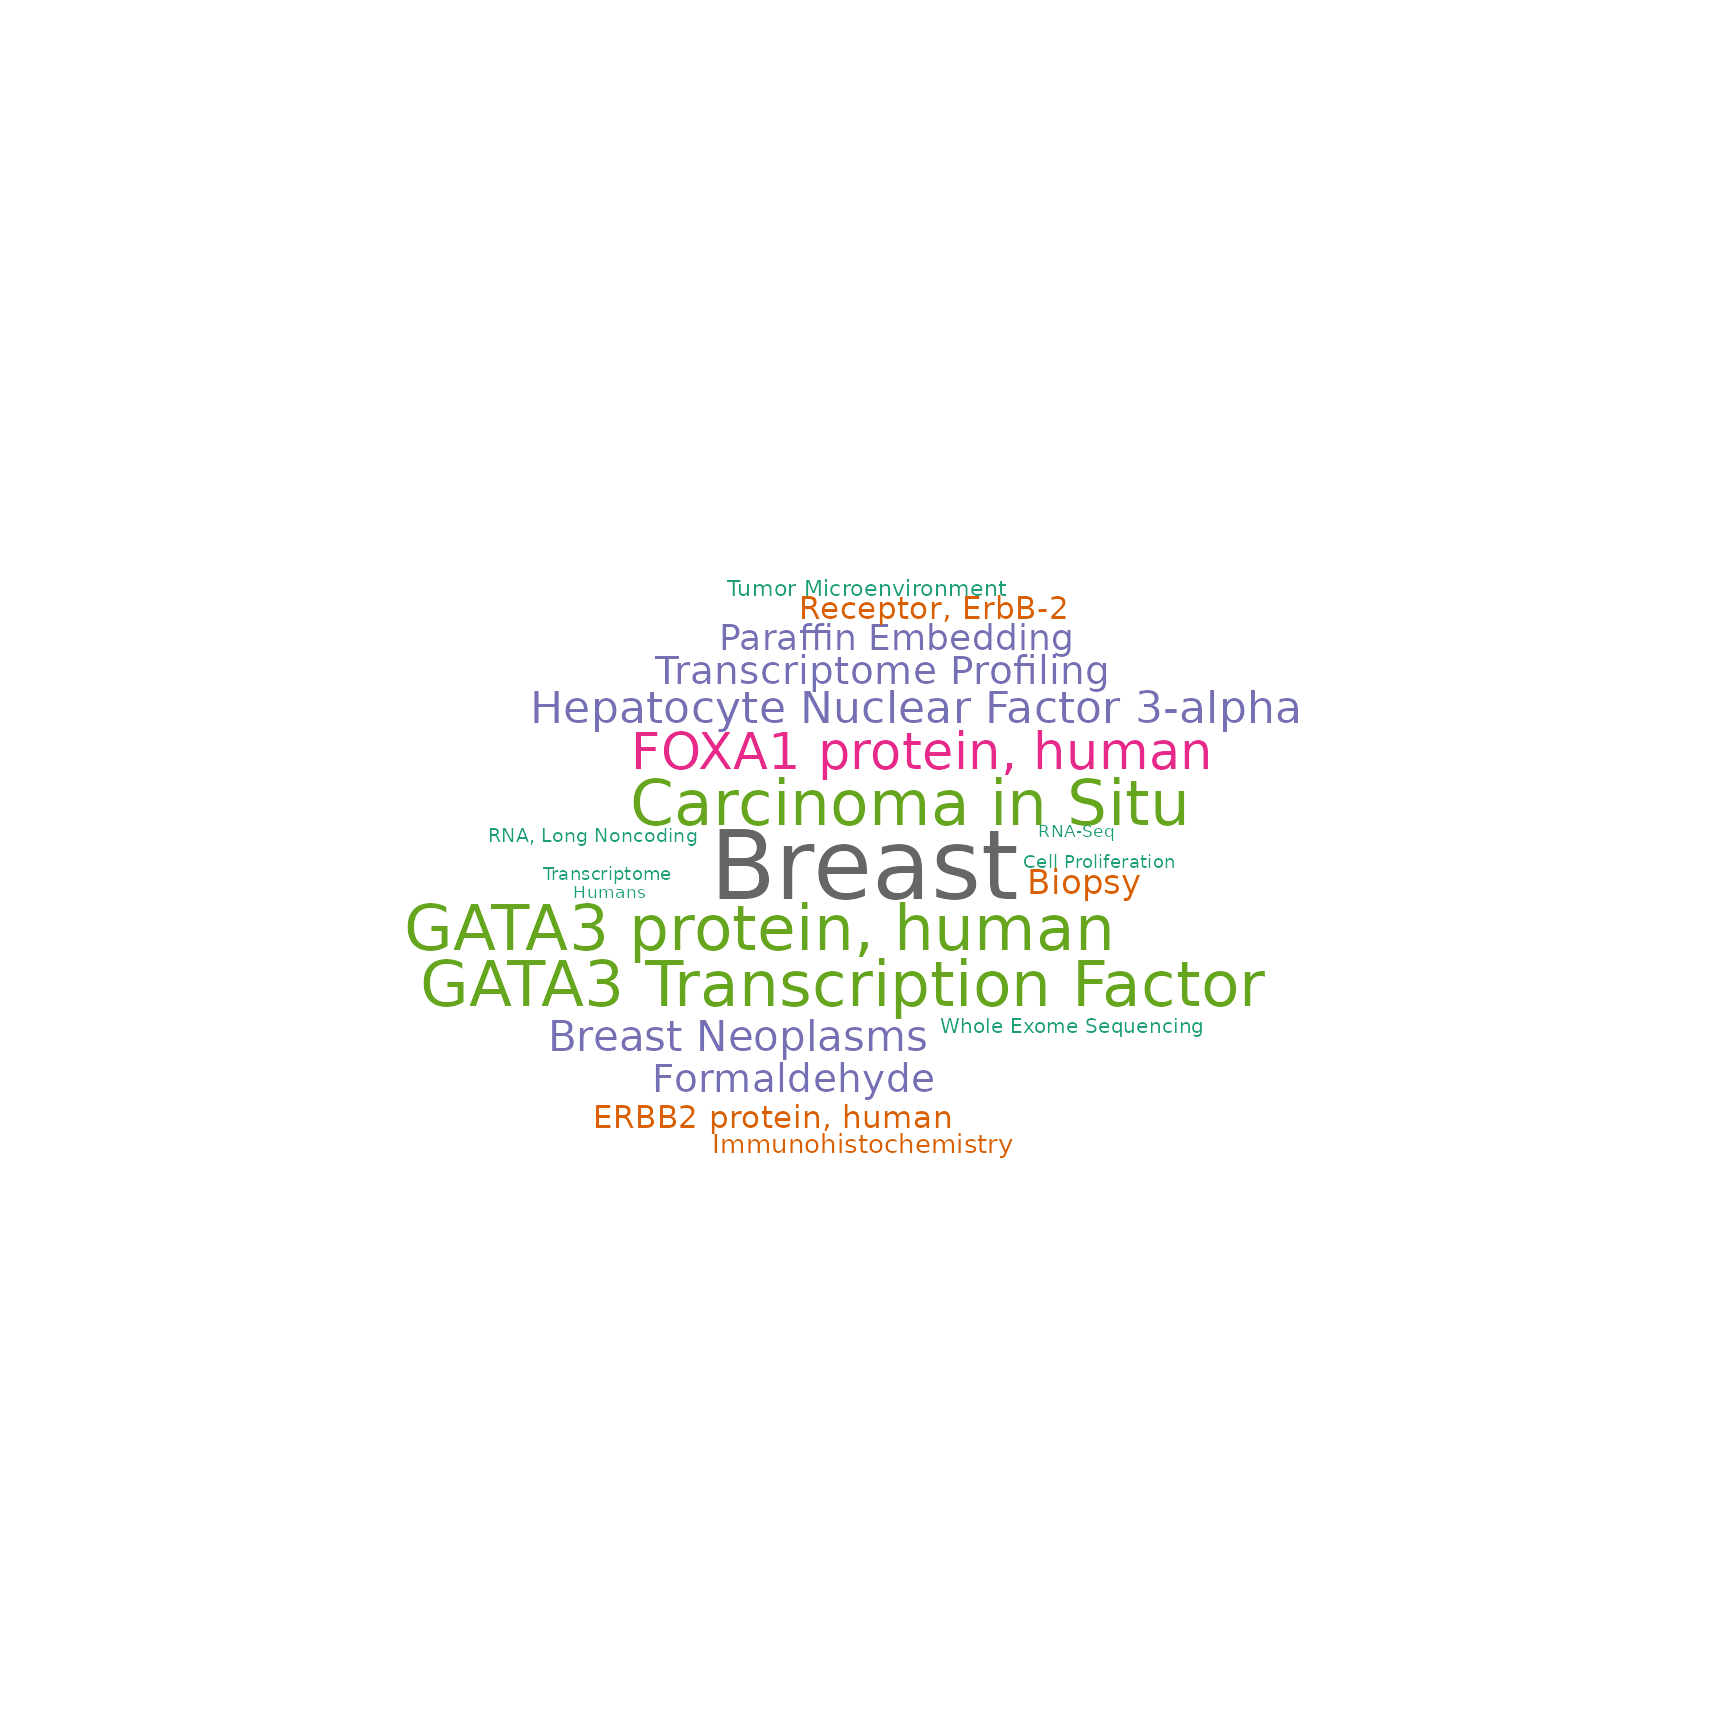 Tumor Microenvironment
Receptor, ErbB-2
Paraffin Embedding
Transcriptome Profiling
Hepatocyte Nuclear Factor 3-alpha
FOXA1 protein, human
Carcinoma in Situ
RNA, Long Noncoding
Breast
RNA-Seq
Cell Proliferation
Transcriptome
Biopsy
Humans
GATA3 protein, human
GATA3 Transcription Factor
Breast Neoplasms
Whole Exome Sequencing
Formaldehyde
ERBB2 protein, human
Immunohistochemistry